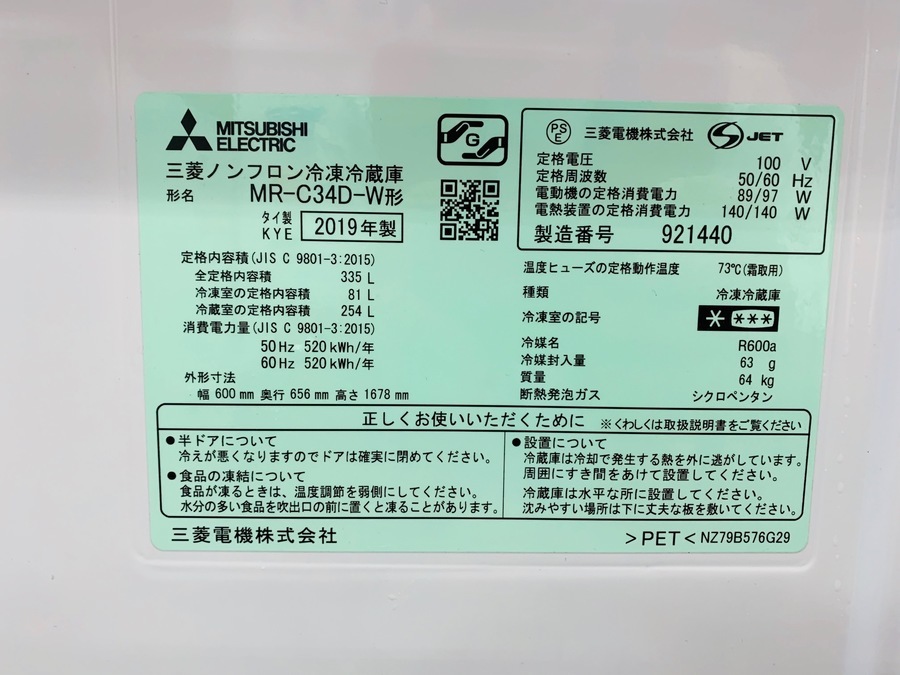 MITSUBISHI
ELECTRIC
G
三菱ノンフロン冷凍冷蔵庫
形名 MR-C34D-W形
タイ製
KYE 2019年製
定格内容積(JIS C 9801-3:2015)
全定格内容積 335 L
冷凍室の定格内容積 81 L
冷蔵室の定格内容積 254 L
消費電力量(JIS C 9801-3:2015)
50Hz 520kWh/年
60Hz 520kWh/年
外形寸法
幅 600mm 奥行 656mm 高さ 1678mm
PSE 三菱電機株式会社 JET
定格電圧 100 V
定格周波数 50/60 Hz
電動機の定格消費電力 89/97 W
電熱装置の定格消費電力 140/140 W
製造番号 921440
温度ヒューズの定格動作温度 73℃(霜取用)
種類 冷凍冷蔵庫
冷凍室の記号 * ***
冷媒名 R600a
冷媒封入量 63 g
質量 64 kg
断熱発泡ガス シクロペンタン
正しくお使いいただくために ※くわしくは取扱説明書をご覧ください
●半ドアについて
冷えが悪くなりますのでドアは確実に閉めてください。
●食品の凍結について
食品が凍るときは、温度調節を弱側にしてください。
水分の多い食品を吹出口の前に置くと凍ることがあります。
●設置について
冷蔵庫は冷却で発生する熱を外に逃がしています。
周囲にすき間をあけて設置してください。
冷蔵庫は水平な所に設置してください。
沈みやすい場所は下に丈夫な板を敷いてください。
三菱電機株式会社
>PET< NZ79B576G29